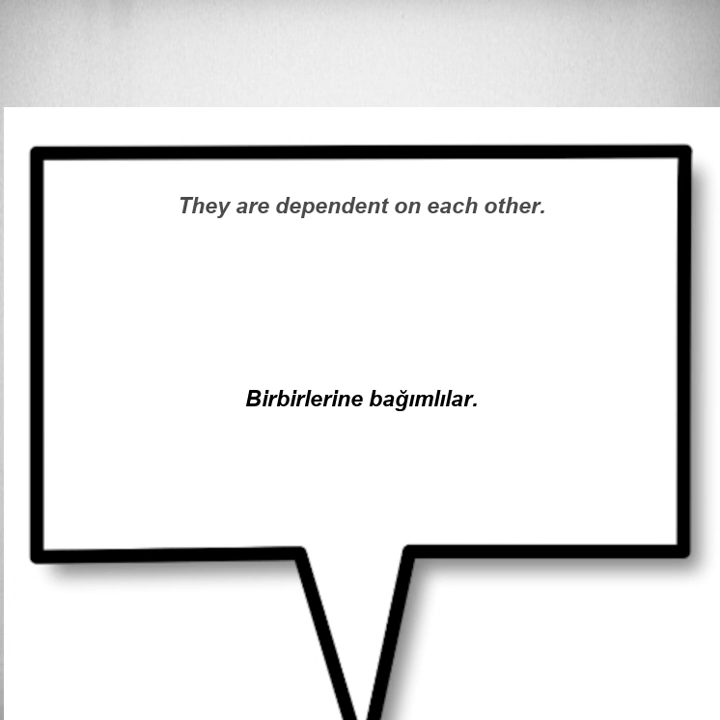 They are dependent on each other.
Birbirlerine bağımlılar.